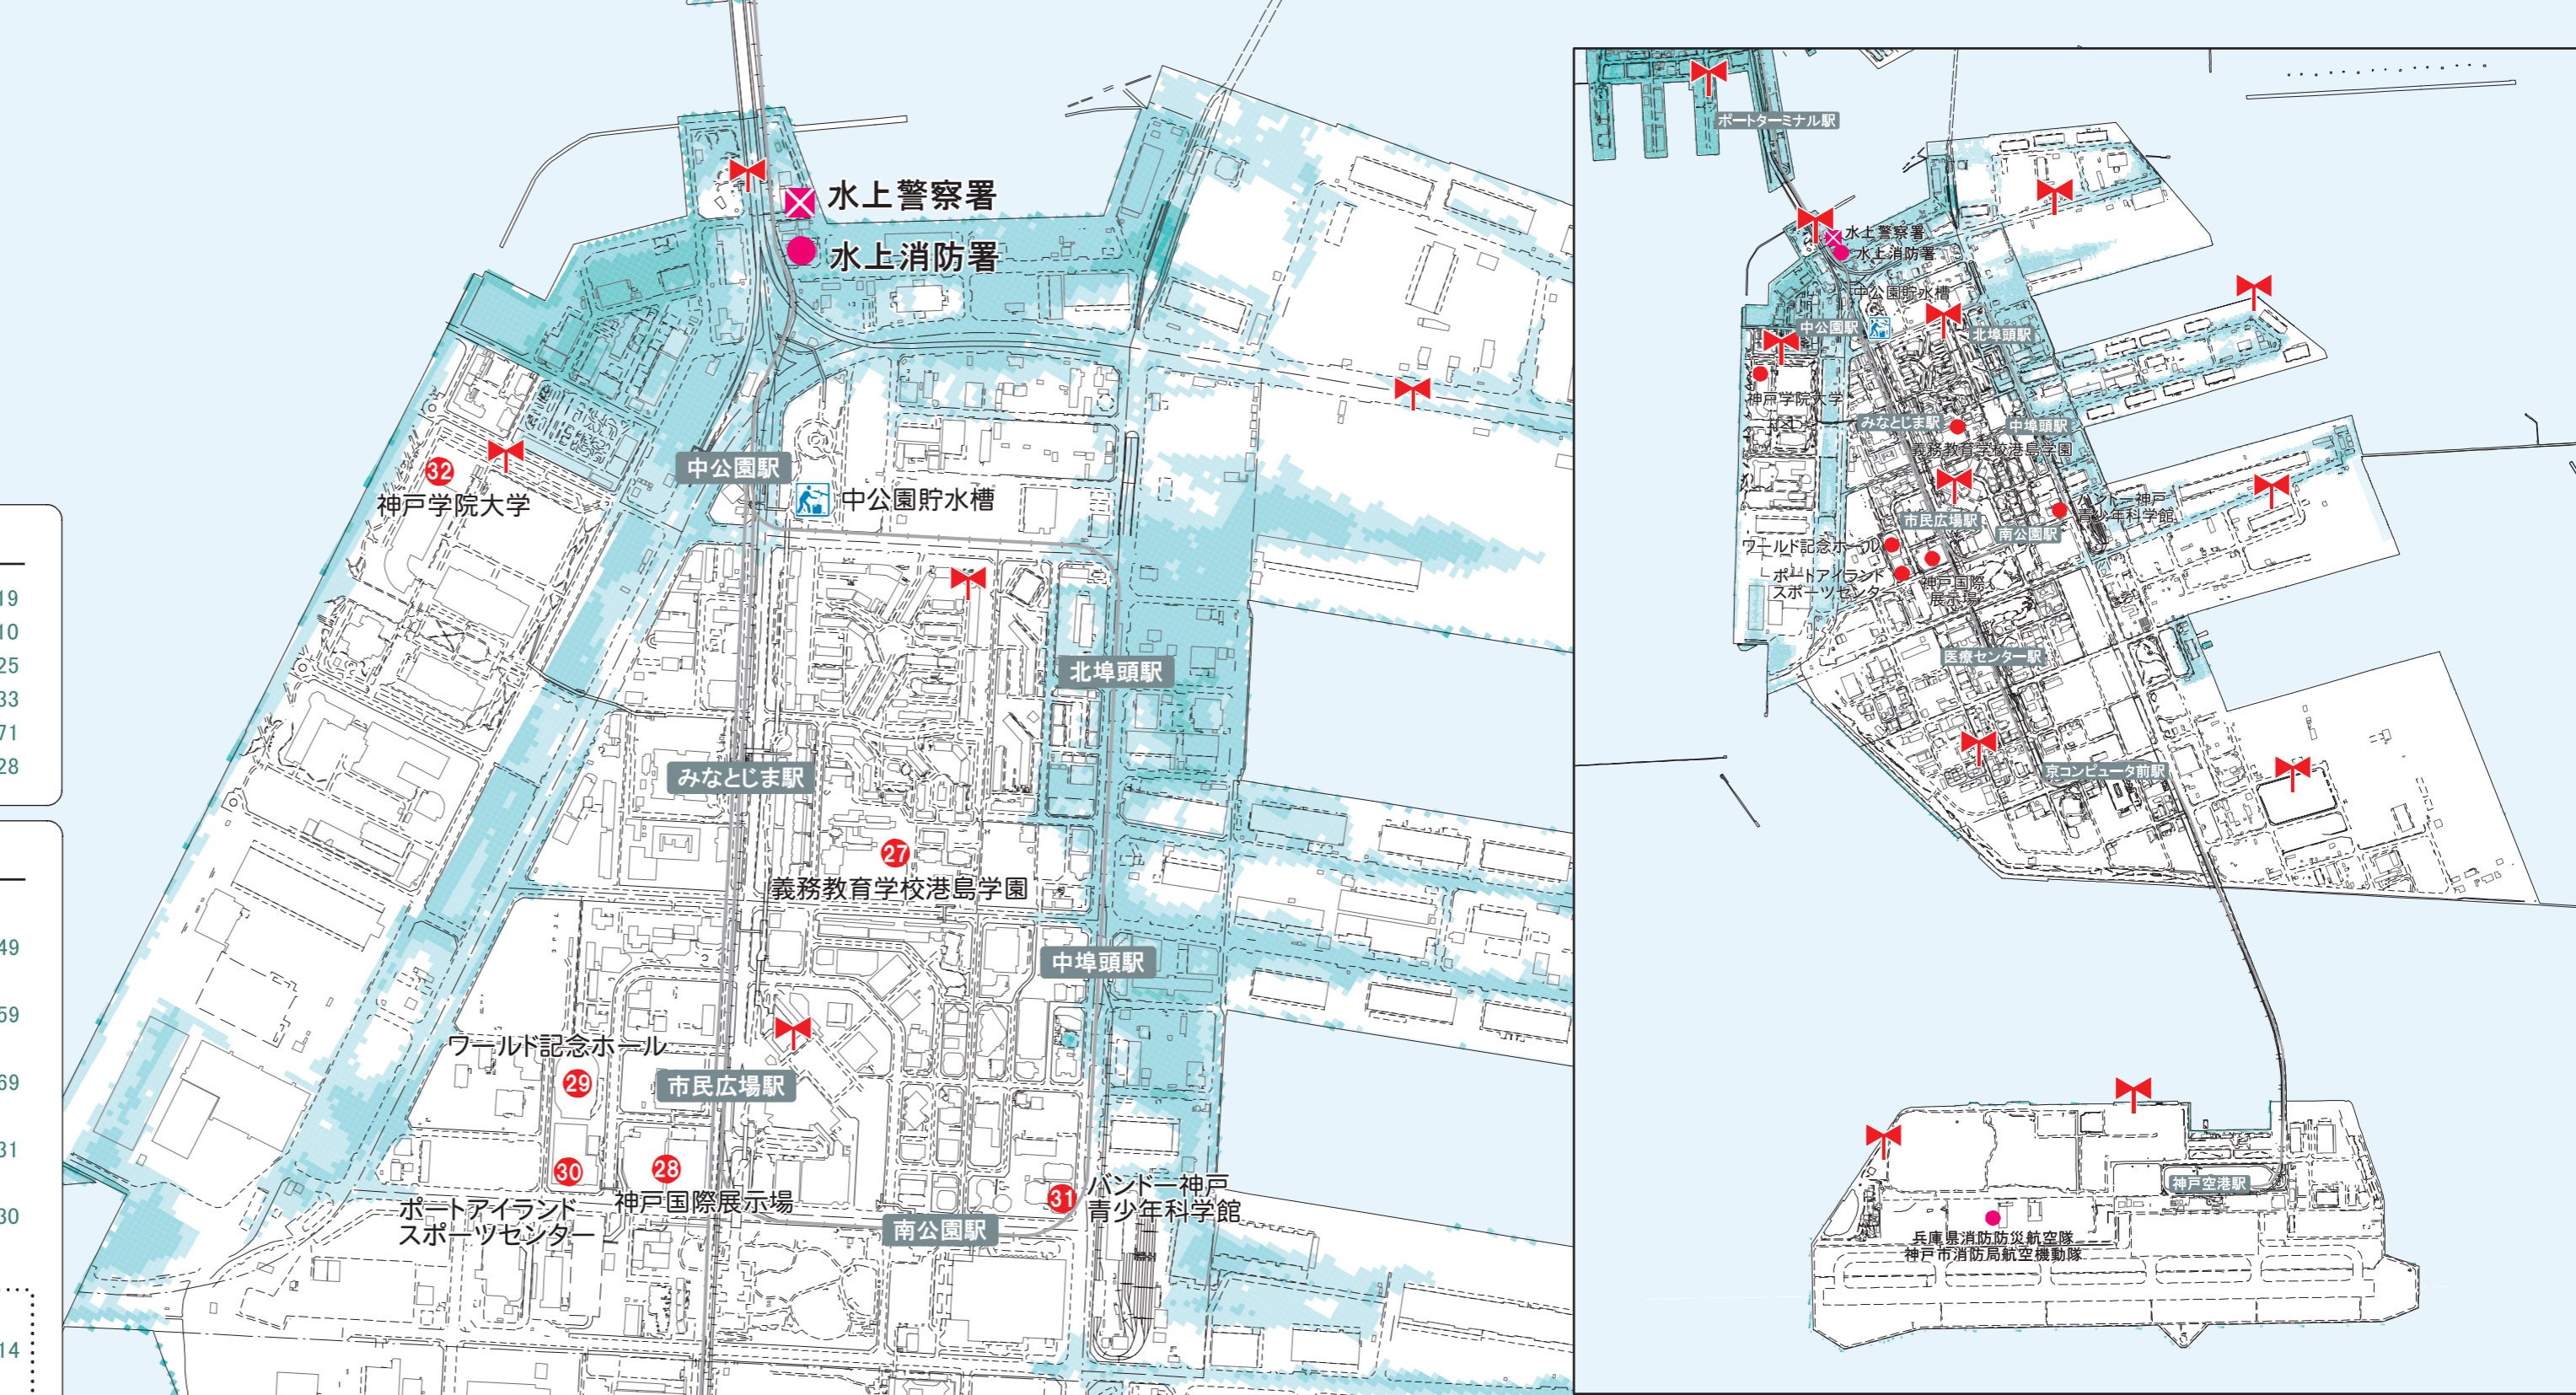 19
10
25
33
71
28
49
59
69
31
30
14
水上警察署
水上消防署
32
神戸学院大学
中公園駅
中公園貯水槽
北埠頭駅
みなとじま駅
27
義務教育学校港島学園
中埠頭駅
ワールド記念ホール
29
市民広場駅
30
28
ポートアイランド
スポーツセンター
神戸国際展示場
31
バンドー神戸
青少年科学館
南公園駅
ポートターミナル駅
水上警察署
水上消防署
中公園貯水槽
中公園駅
北埠頭駅
神戸学院大学
みなとじま駅
中埠頭駅
義務教育学校港島学園
バンドー神戸
青少年科学館
市民広場駅
南公園駅
ワールド記念ホール
ポートアイランド
スポーツセンター
神戸国際
展示場
医療センター駅
京コンピュータ前駅
神戸空港駅
兵庫県消防防災航空隊
神戸市消防局航空機動隊